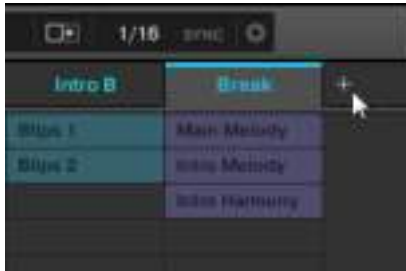 1/16 SYNC
Intro B Break +
Blips 1 Main Melody
Blips 2 Intro Melody
Intro Harmony